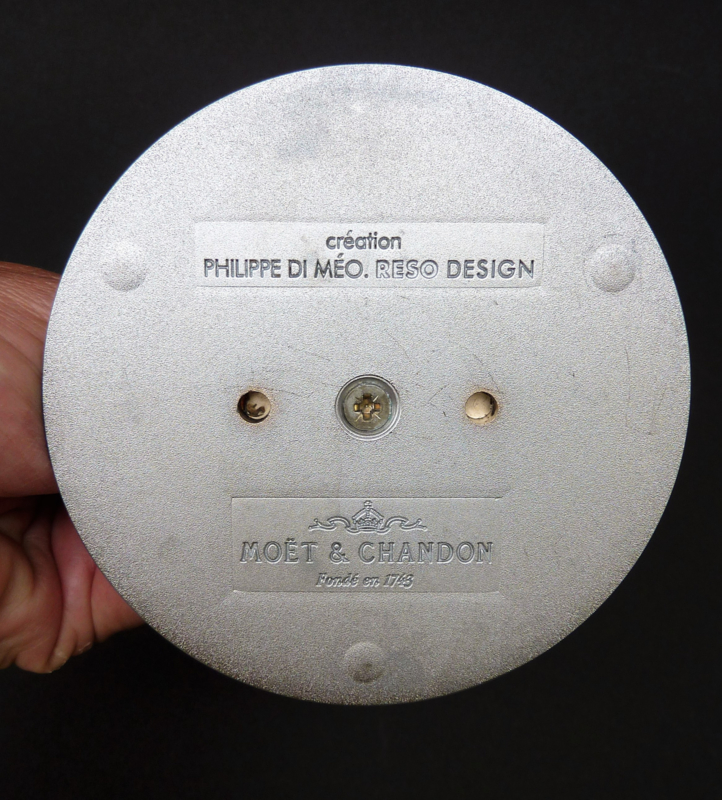 création
PHILIPPE DI MÉO. RESO DESIGN
MOËT & CHANDON
Fondé en 1743